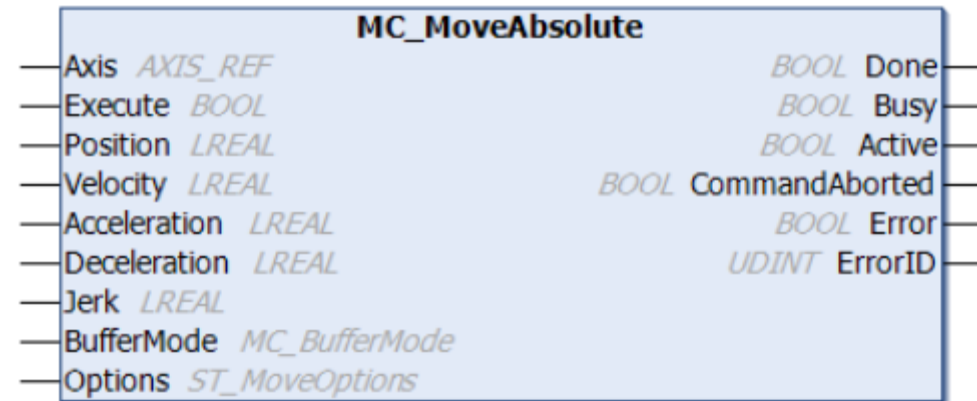 MC_MoveAbsolute
Axis AXIS_REF BOOL Done
Execute BOOL BOOL Busy
Position LREAL BOOL Active
Velocity LREAL BOOL CommandAborted
Acceleration LREAL BOOL Error
Deceleration LREAL UDINT ErrorID
Jerk LREAL
BufferMode MC_BufferMode
Options ST_MoveOptions